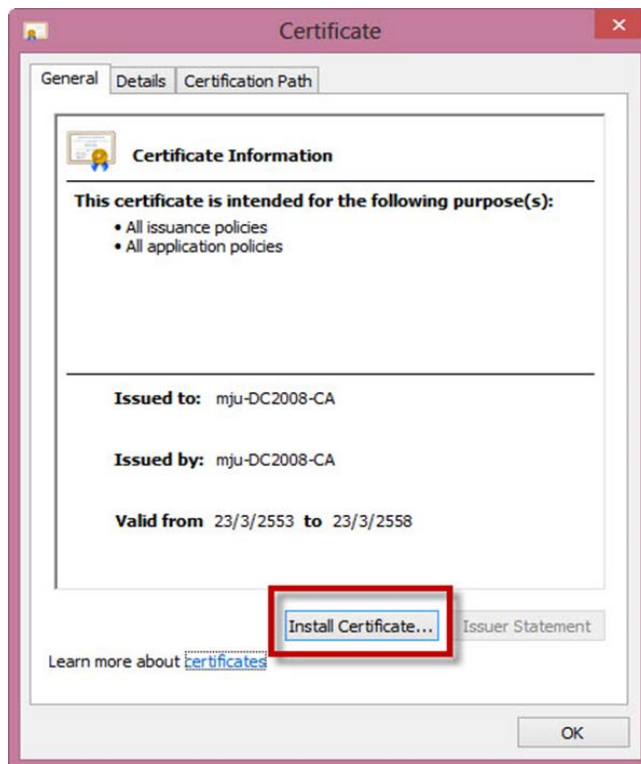 Certificate
General Details Certification Path
Certificate Information
This certificate is intended for the following purpose(s):
• All issuance policies
• All application policies
Issued to: mju-DC2008-CA
Issued by: mju-DC2008-CA
Valid from 23/3/2553 to 23/3/2558
Install Certificate... Issuer Statement
Learn more about certificates
OK